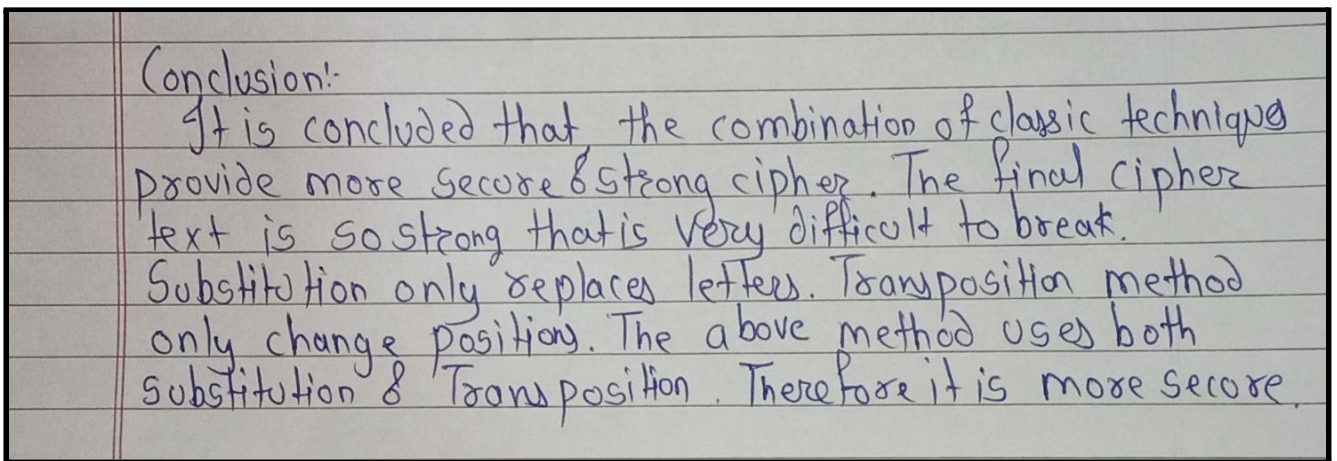 Conclusion:-
It is concluded that, the combination of classic techniques
provide more secure & strong cipher. The final cipher
text is so strong that is very difficult to break.
Substitution only replaces letters. Transposition method
only change positions. The above method uses both
substitution & Transposition. Therefore it is more secure.